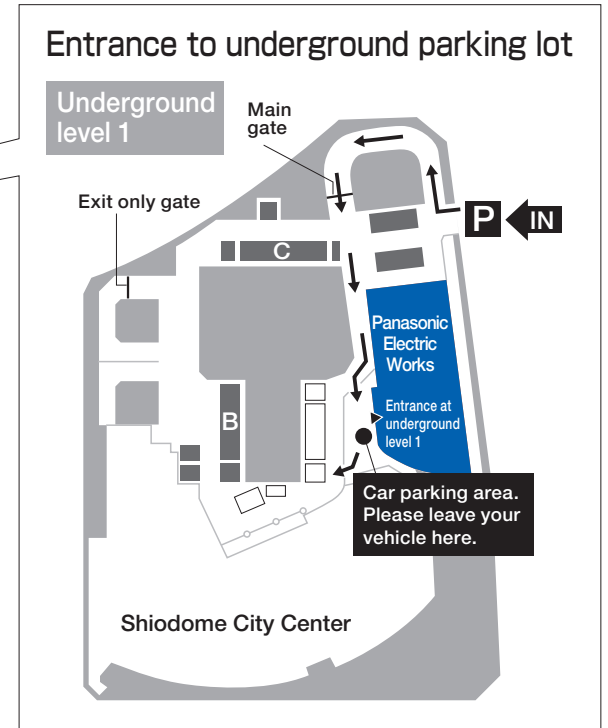 Entrance to underground parking lot
Underground
level 1
Main
gate
Exit only gate
P
IN
C
Panasonic
Electric
Works
B
Entrance at
underground
level 1
Car parking area.
Please leave your
vehicle here.
Shiodome City Center